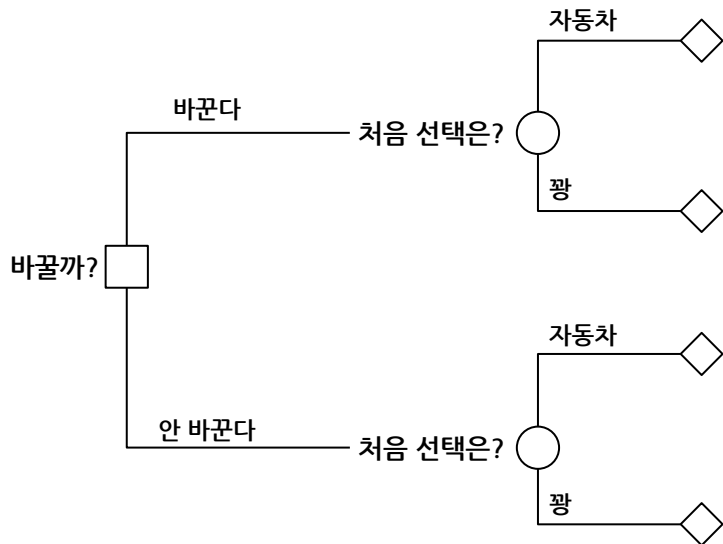 자동차
바꾼다
처음 선택은?
꽝
바꿀까?
자동차
안 바꾼다
처음 선택은?
꽝